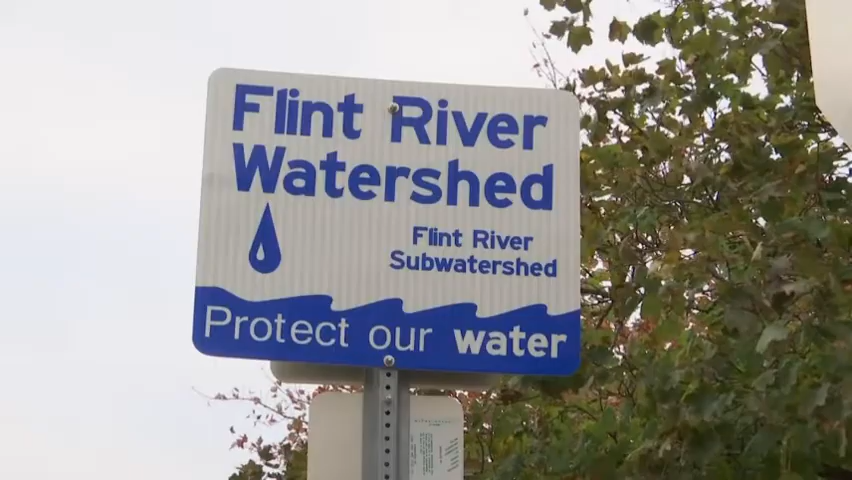 Flint River
Watershed
Flint River
Subwatershed
Protect our water